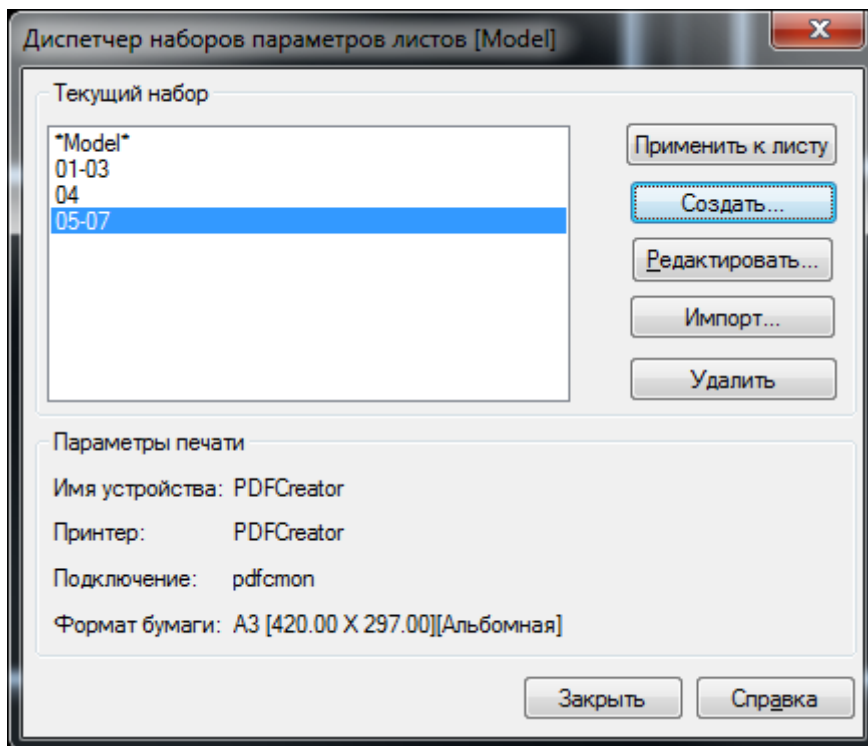 Диспетчер наборов параметров листов [Model]
Текущий набор
*Model*
01-03
04
05-07
Применить к листу
Создать...
Редактировать...
Импорт...
Удалить
Параметры печати
Имя устройства: PDFCreator
Принтер: PDFCreator
Подключение: pdfcmon
Формат бумаги: A3 [420.00 X 297.00][Альбомная]
Закрыть
Справка